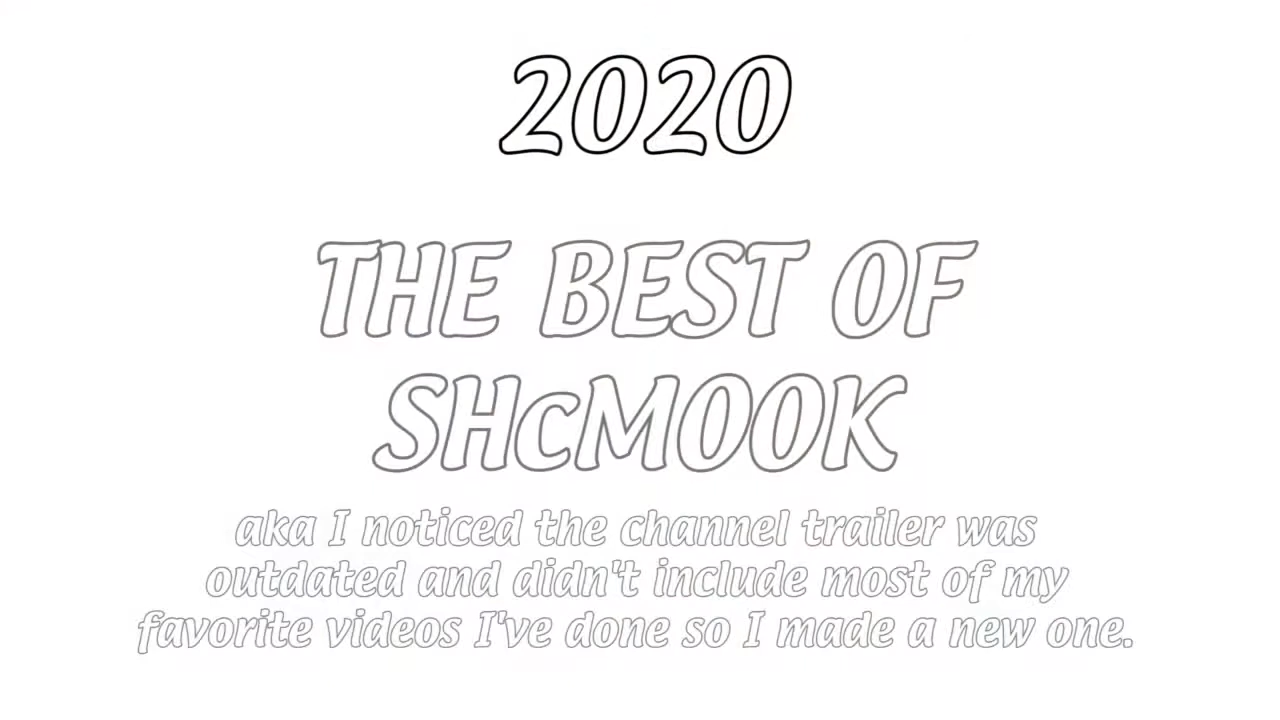 2020
THE BEST OF
SHcMOOK
aka I noticed the channel trailer was
outdated and didn't include most of my
favorite videos I've done so I made a new one.